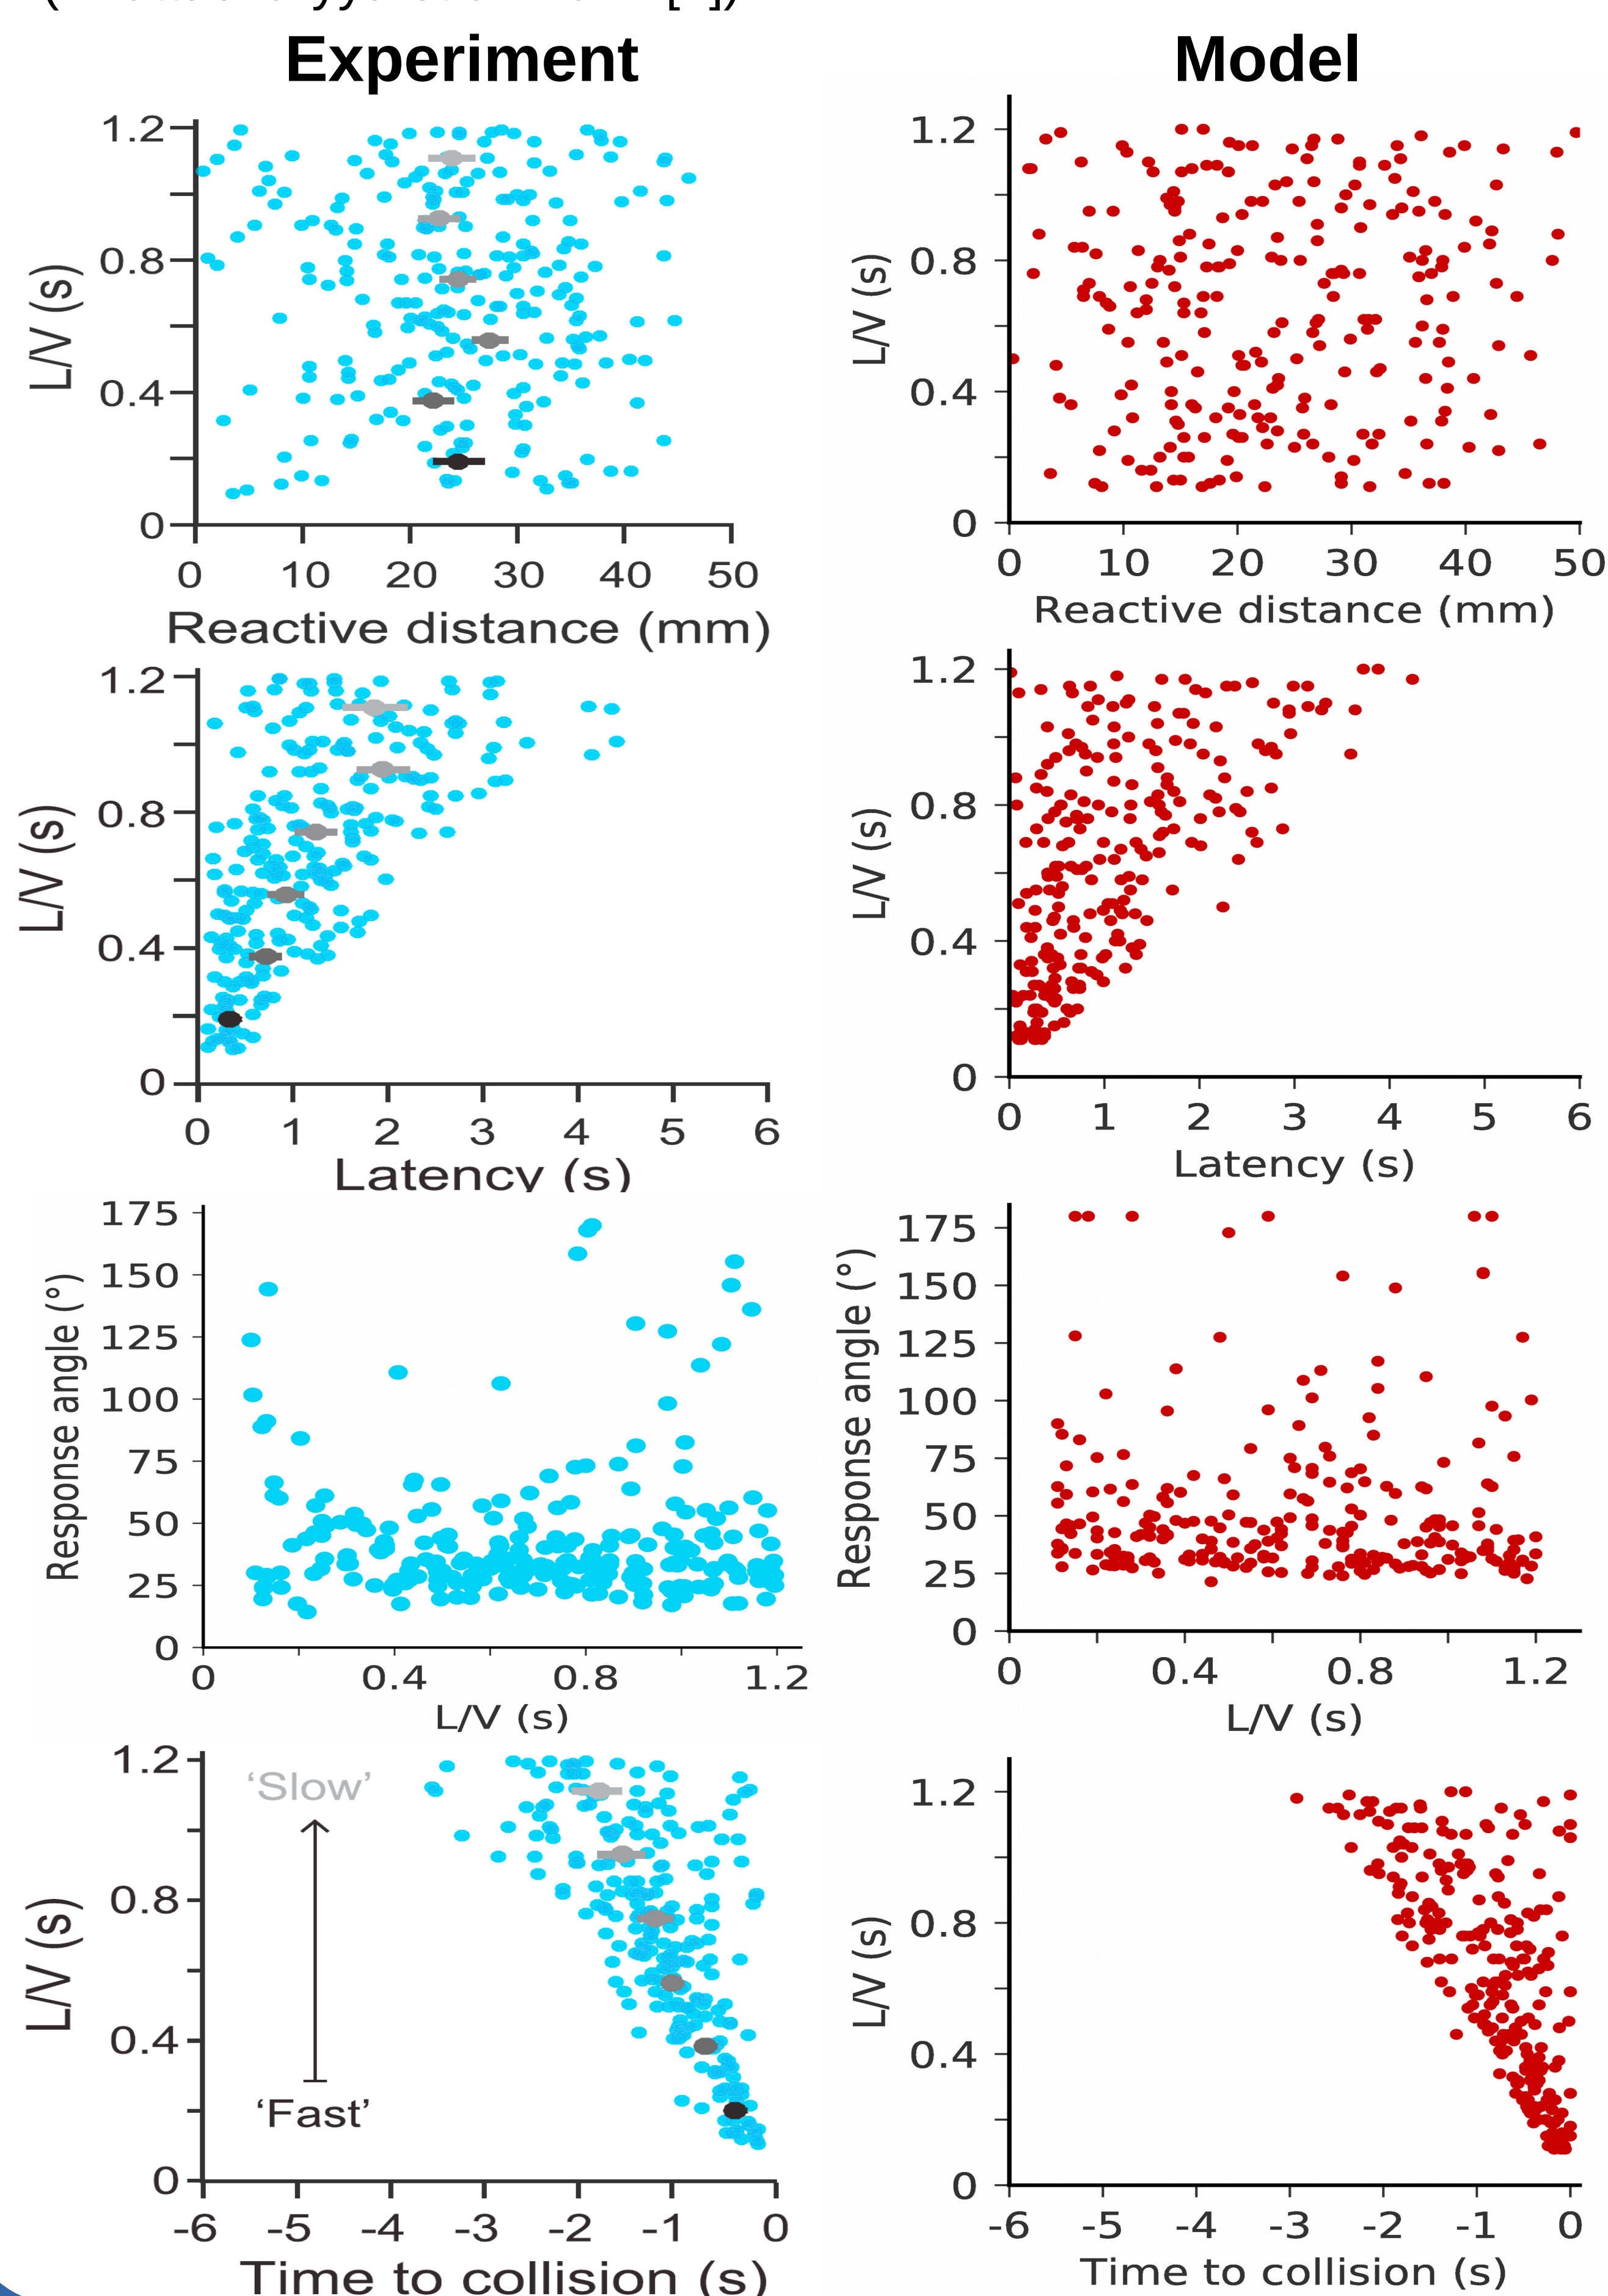 Experiment
Model
1.2
0.8
0.4
0
L/V (s)
0 10 20 30 40 50
Reactive distance (mm)
1.2
0.8
0.4
0
L/V (s)
0 10 20 30 40 50
Reactive distance (mm)
1.2
0.8
0.4
0
L/V (s)
0 1 2 3 4 5 6
Latency (s)
1.2
0.8
0.4
0
L/V (s)
0 1 2 3 4 5 6
Latency (s)
175
150
125
100
75
50
25
0
Response angle (°)
0 0.4 0.8 1.2
L/V (s)
175
150
125
100
75
50
25
0
Response angle (°)
0 0.4 0.8 1.2
L/V (s)
1.2
0.8
0.4
0
L/V (s)
‘Slow’
‘Fast’
-6 -5 -4 -3 -2 -1 0
Time to collision (s)
1.2
0.8
0.4
0
L/V (s)
-6 -5 -4 -3 -2 -1 0
Time to collision (s)